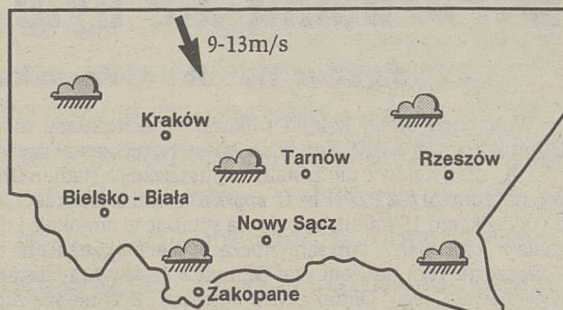 9-13m/s
Kraków
Tarnów
Rzeszów
Bielsko - Biała
Nowy Sącz
Zakopane